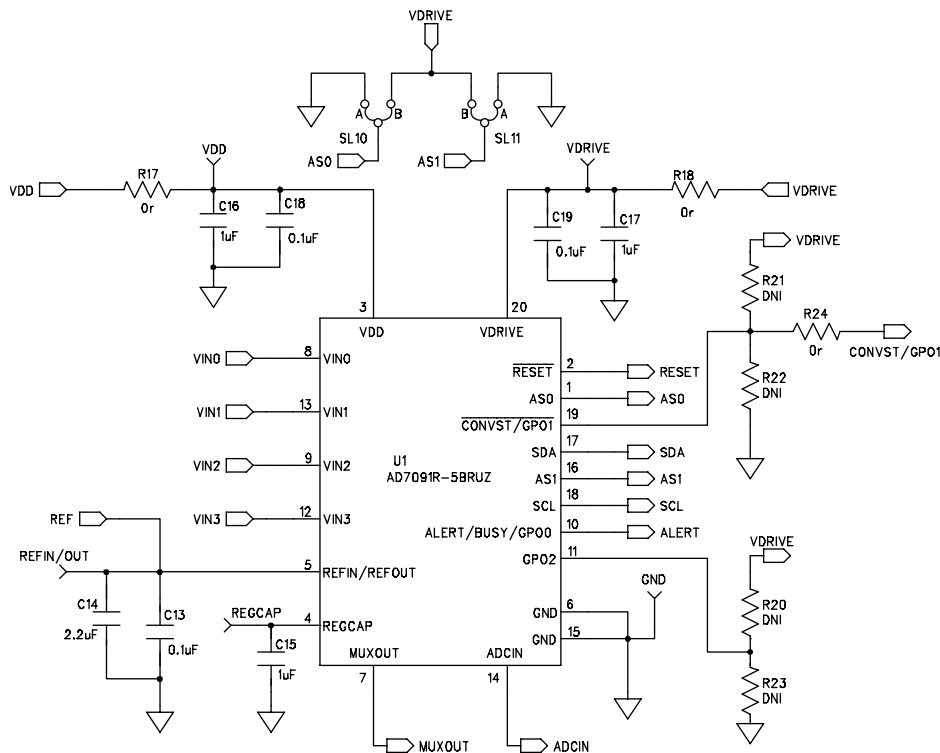 VDRIVE
A B B A
SL10 SL11
AS0 AS1
VDD VDRIVE
VDD R17 R18 VDRIVE
0r 0r
C16 C18 C19 C17
1uF 0.1uF 0.1uF 1uF
VDRIVE
R21
DNI
R24
0r
CONVST/GPO1
R22
DNI
3 20
VDD VDRIVE
VIN0 8 VIN0
RESET 2 RESET
AS0 1 AS0
VIN1 13 VIN1
CONVST/GPO1 19
U1
AD7091R-5BRUZ
SDA 17 SDA
VIN2 9 VIN2
AS1 16 AS1
SCL 18 SCL
VIN3 12 VIN3
ALERT/BUSY/GPO0 10 ALERT
REF
GPO2 11
REFIN/OUT 5 REFIN/REFOUT
VDRIVE
GND
R20
DNI
C14 C13
2.2uF 0.1uF
GND 6
REGCAP 4 REGCAP
GND 15
C15
1uF
MUXOUT ADCIN
7 14
R23
DNI
MUXOUT ADCIN